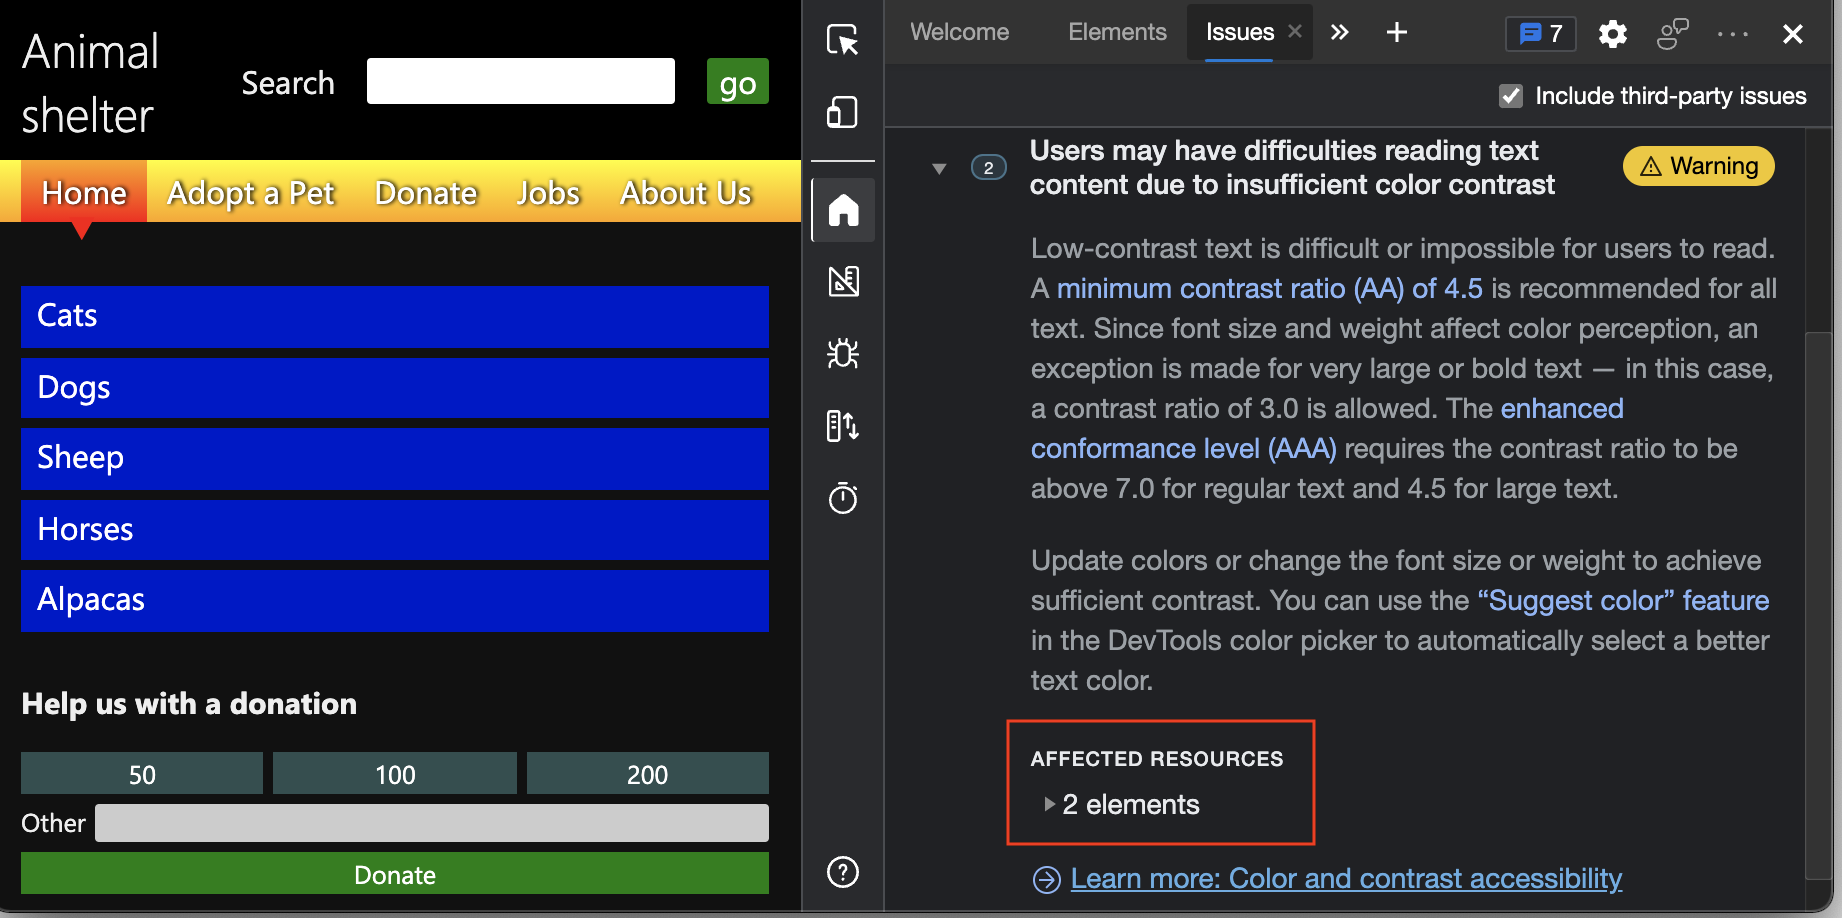 Animal
shelter
Search
go
Home Adopt a Pet Donate Jobs About Us
Cats
Dogs
Sheep
Horses
Alpacas
Help us with a donation
50 100 200
Other
Donate
Welcome Elements Issues 7
Include third-party issues
2
Users may have difficulties reading text
content due to insufficient color contrast
Warning
Low-contrast text is difficult or impossible for users to read.
A minimum contrast ratio (AA) of 4.5 is recommended for all
text. Since font size and weight affect color perception, an
exception is made for very large or bold text — in this case,
a contrast ratio of 3.0 is allowed. The enhanced
conformance level (AAA) requires the contrast ratio to be
above 7.0 for regular text and 4.5 for large text.
Update colors or change the font size or weight to achieve
sufficient contrast. You can use the “Suggest color” feature
in the DevTools color picker to automatically select a better
text color.
AFFECTED RESOURCES
2 elements
Learn more: Color and contrast accessibility